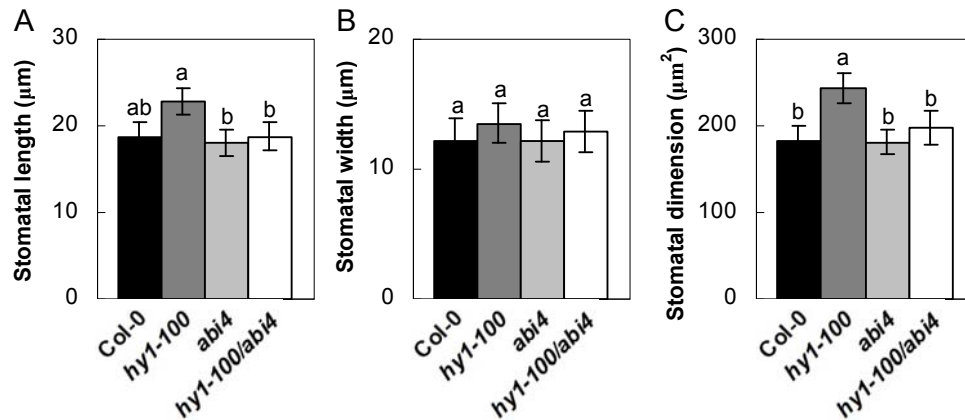 A
Stomatal length (μm)
30
20
10
0
ab
a
b
b
Col-0
hy1-100
abi4
hy1-100/abi4
B
Stomatal width (μm)
20
10
0
a
a
a
a
Col-0
hy1-100
abi4
hy1-100/abi4
C
Stomatal dimension (μm²)
300
200
100
0
b
a
b
b
Col-0
hy1-100
abi4
hy1-100/abi4